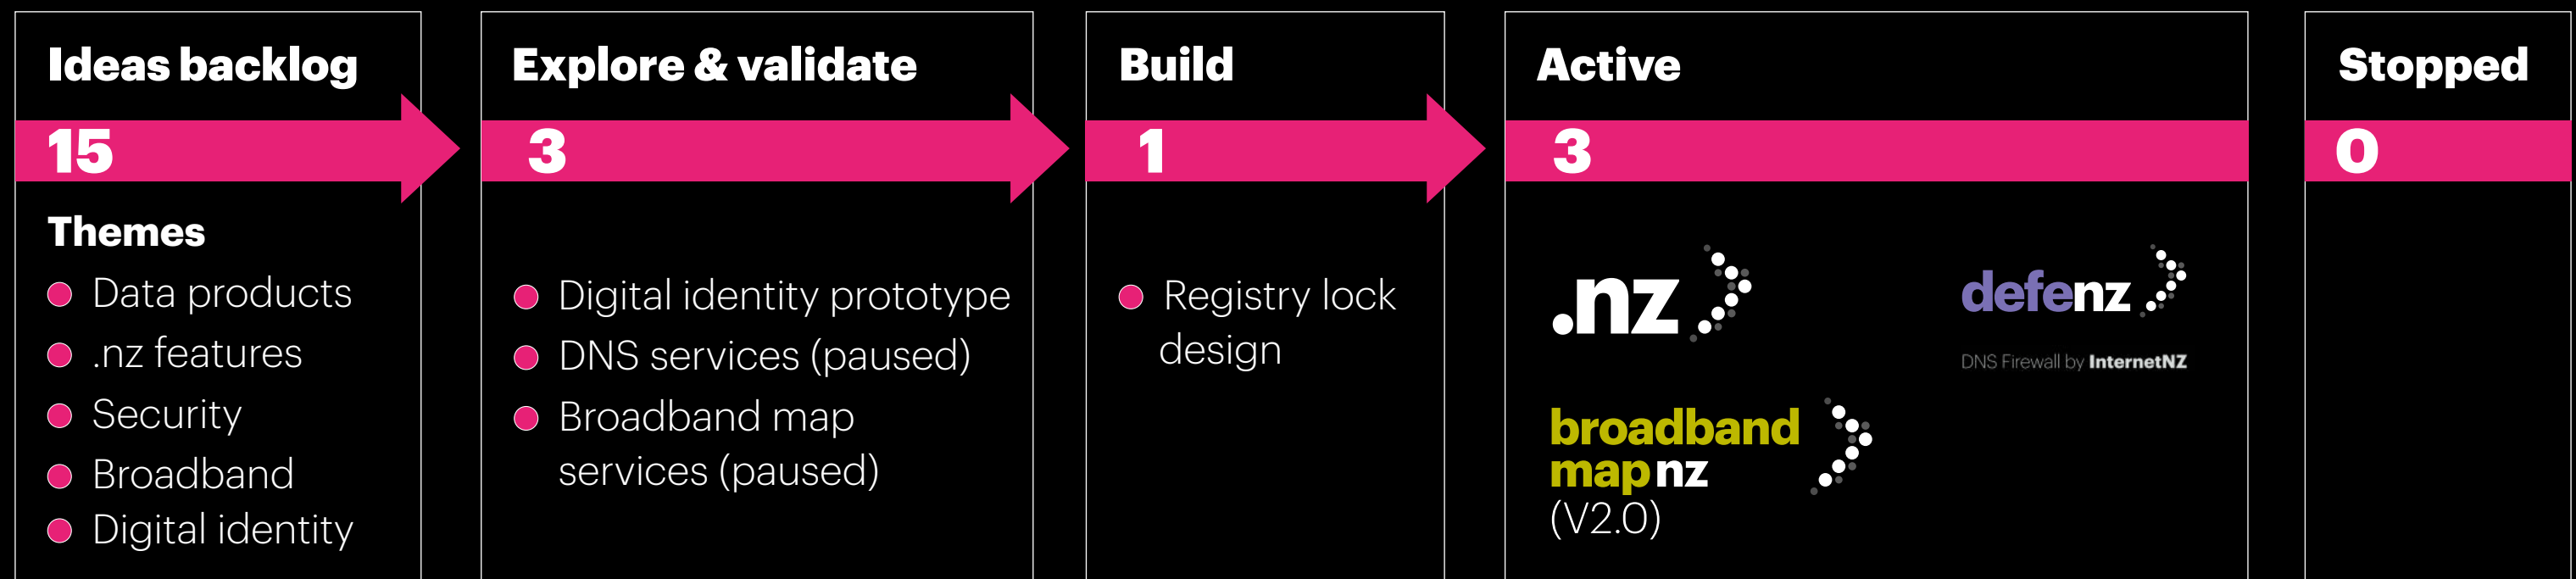 Ideas backlog
15
Themes
Data products
.nz features
Security
Broadband
Digital identity
Explore & validate
3
Digital identity prototype
DNS services (paused)
Broadband map
services (paused)
Build
1
Registry lock
design
Active
3
.nz
defenz
DNS Firewall by InternetNZ
broadband
map nz
(V2.0)
Stopped
0